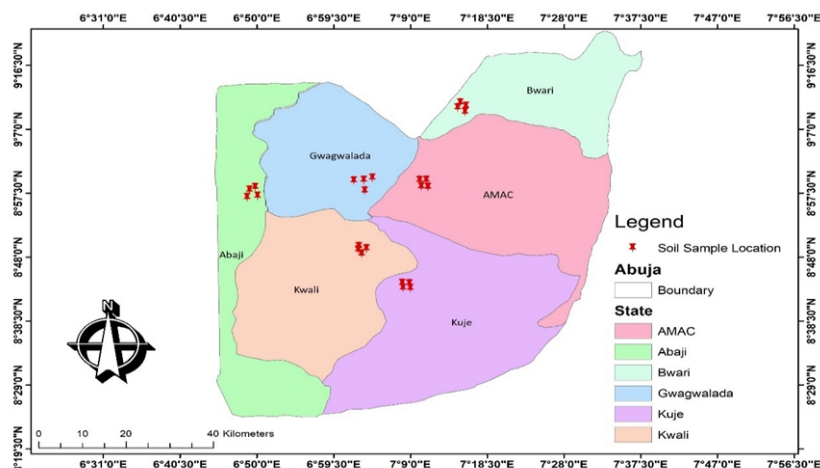 6°31'0"E 6°40'30"E 6°50'0"E 6°59'30"E 7°9'0"E 7°18'30"E 7°28'0"E 7°37'30"E 7°47'0"E 7°56'30"E
9°16'30"N 9°16'30"N
Bwari
9°7'0"N 9°7'0"N
Gwagwalada
8°57'30"N AMAC 8°57'30"N
Legend
Soil Sample Location
8°48'0"N Abaji 8°48'0"N
Abuja
Kwali Boundary
State
N
8°38'30"N Kuje AMAC 8°38'30"N
Abaji
Bwari
8°29'0"N Gwagwalada 8°29'0"N
Kuje
0 10 20 40 Kilometers Kwali
8°19'30"N 8°19'30"N
6°31'0"E 6°40'30"E 6°50'0"E 6°59'30"E 7°9'0"E 7°18'30"E 7°28'0"E 7°37'30"E 7°47'0"E 7°56'30"E